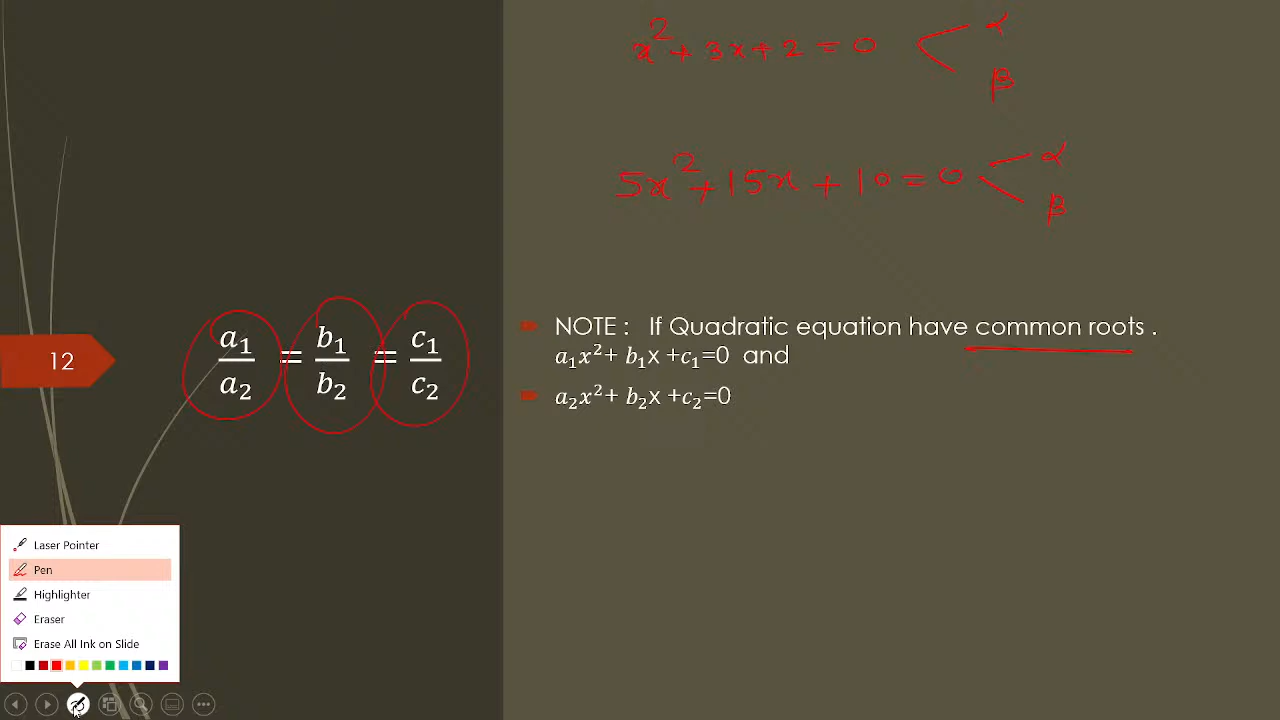 x² + 3x + 2 = 0 α
β
5x² + 15x + 10 = 0 α
β
a₁/a₂ = b₁/b₂ = c₁/c₂
12
NOTE : If Quadratic equation have common roots .
a₁x²+ b₁x +c₁=0 and
a₂x²+ b₂x +c₂=0
Laser Pointer
Pen
Highlighter
Eraser
Erase All Ink on Slide